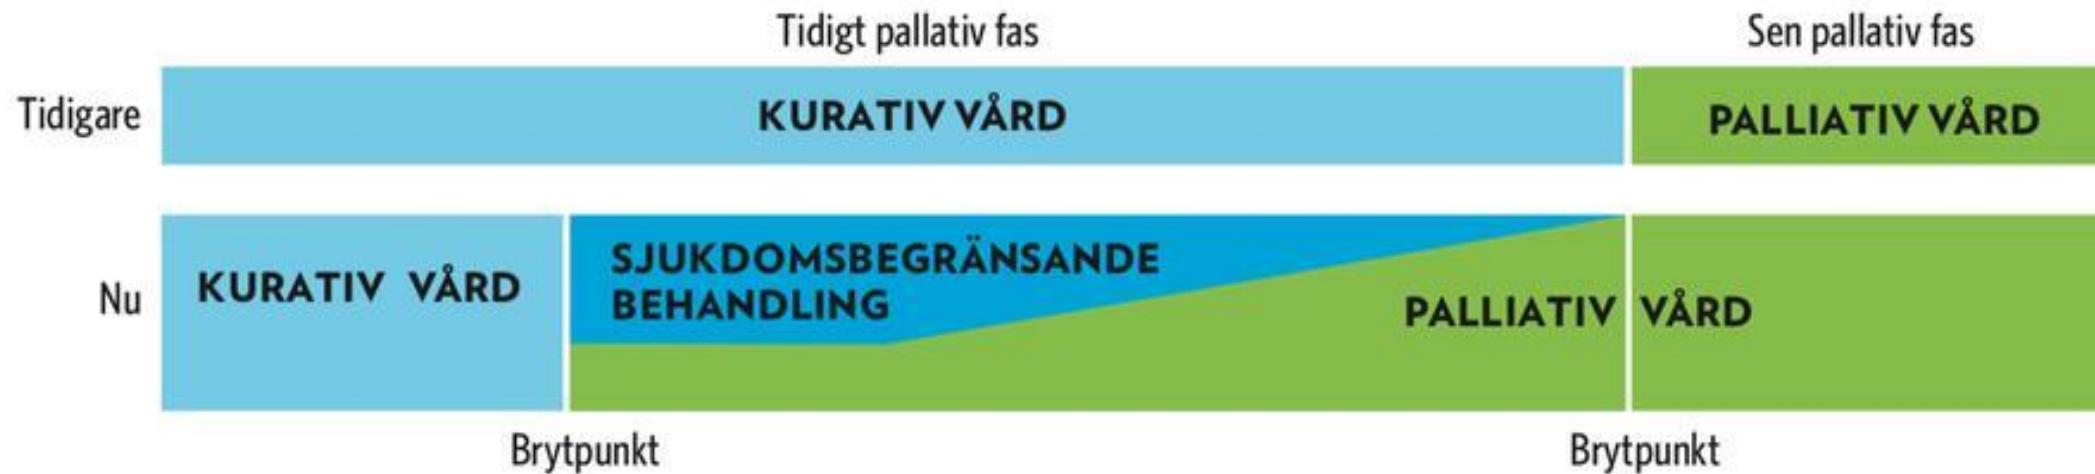 Tidigt pallativ fas
Sen pallativ fas
Tidigare
KURATIV VÅRD
PALLIATIV VÅRD
Nu
KURATIV VÅRD
SJUKDOMSBEGRÄNSANDE
BEHANDLING
PALLIATIV VÅRD
Brytpunkt
Brytpunkt